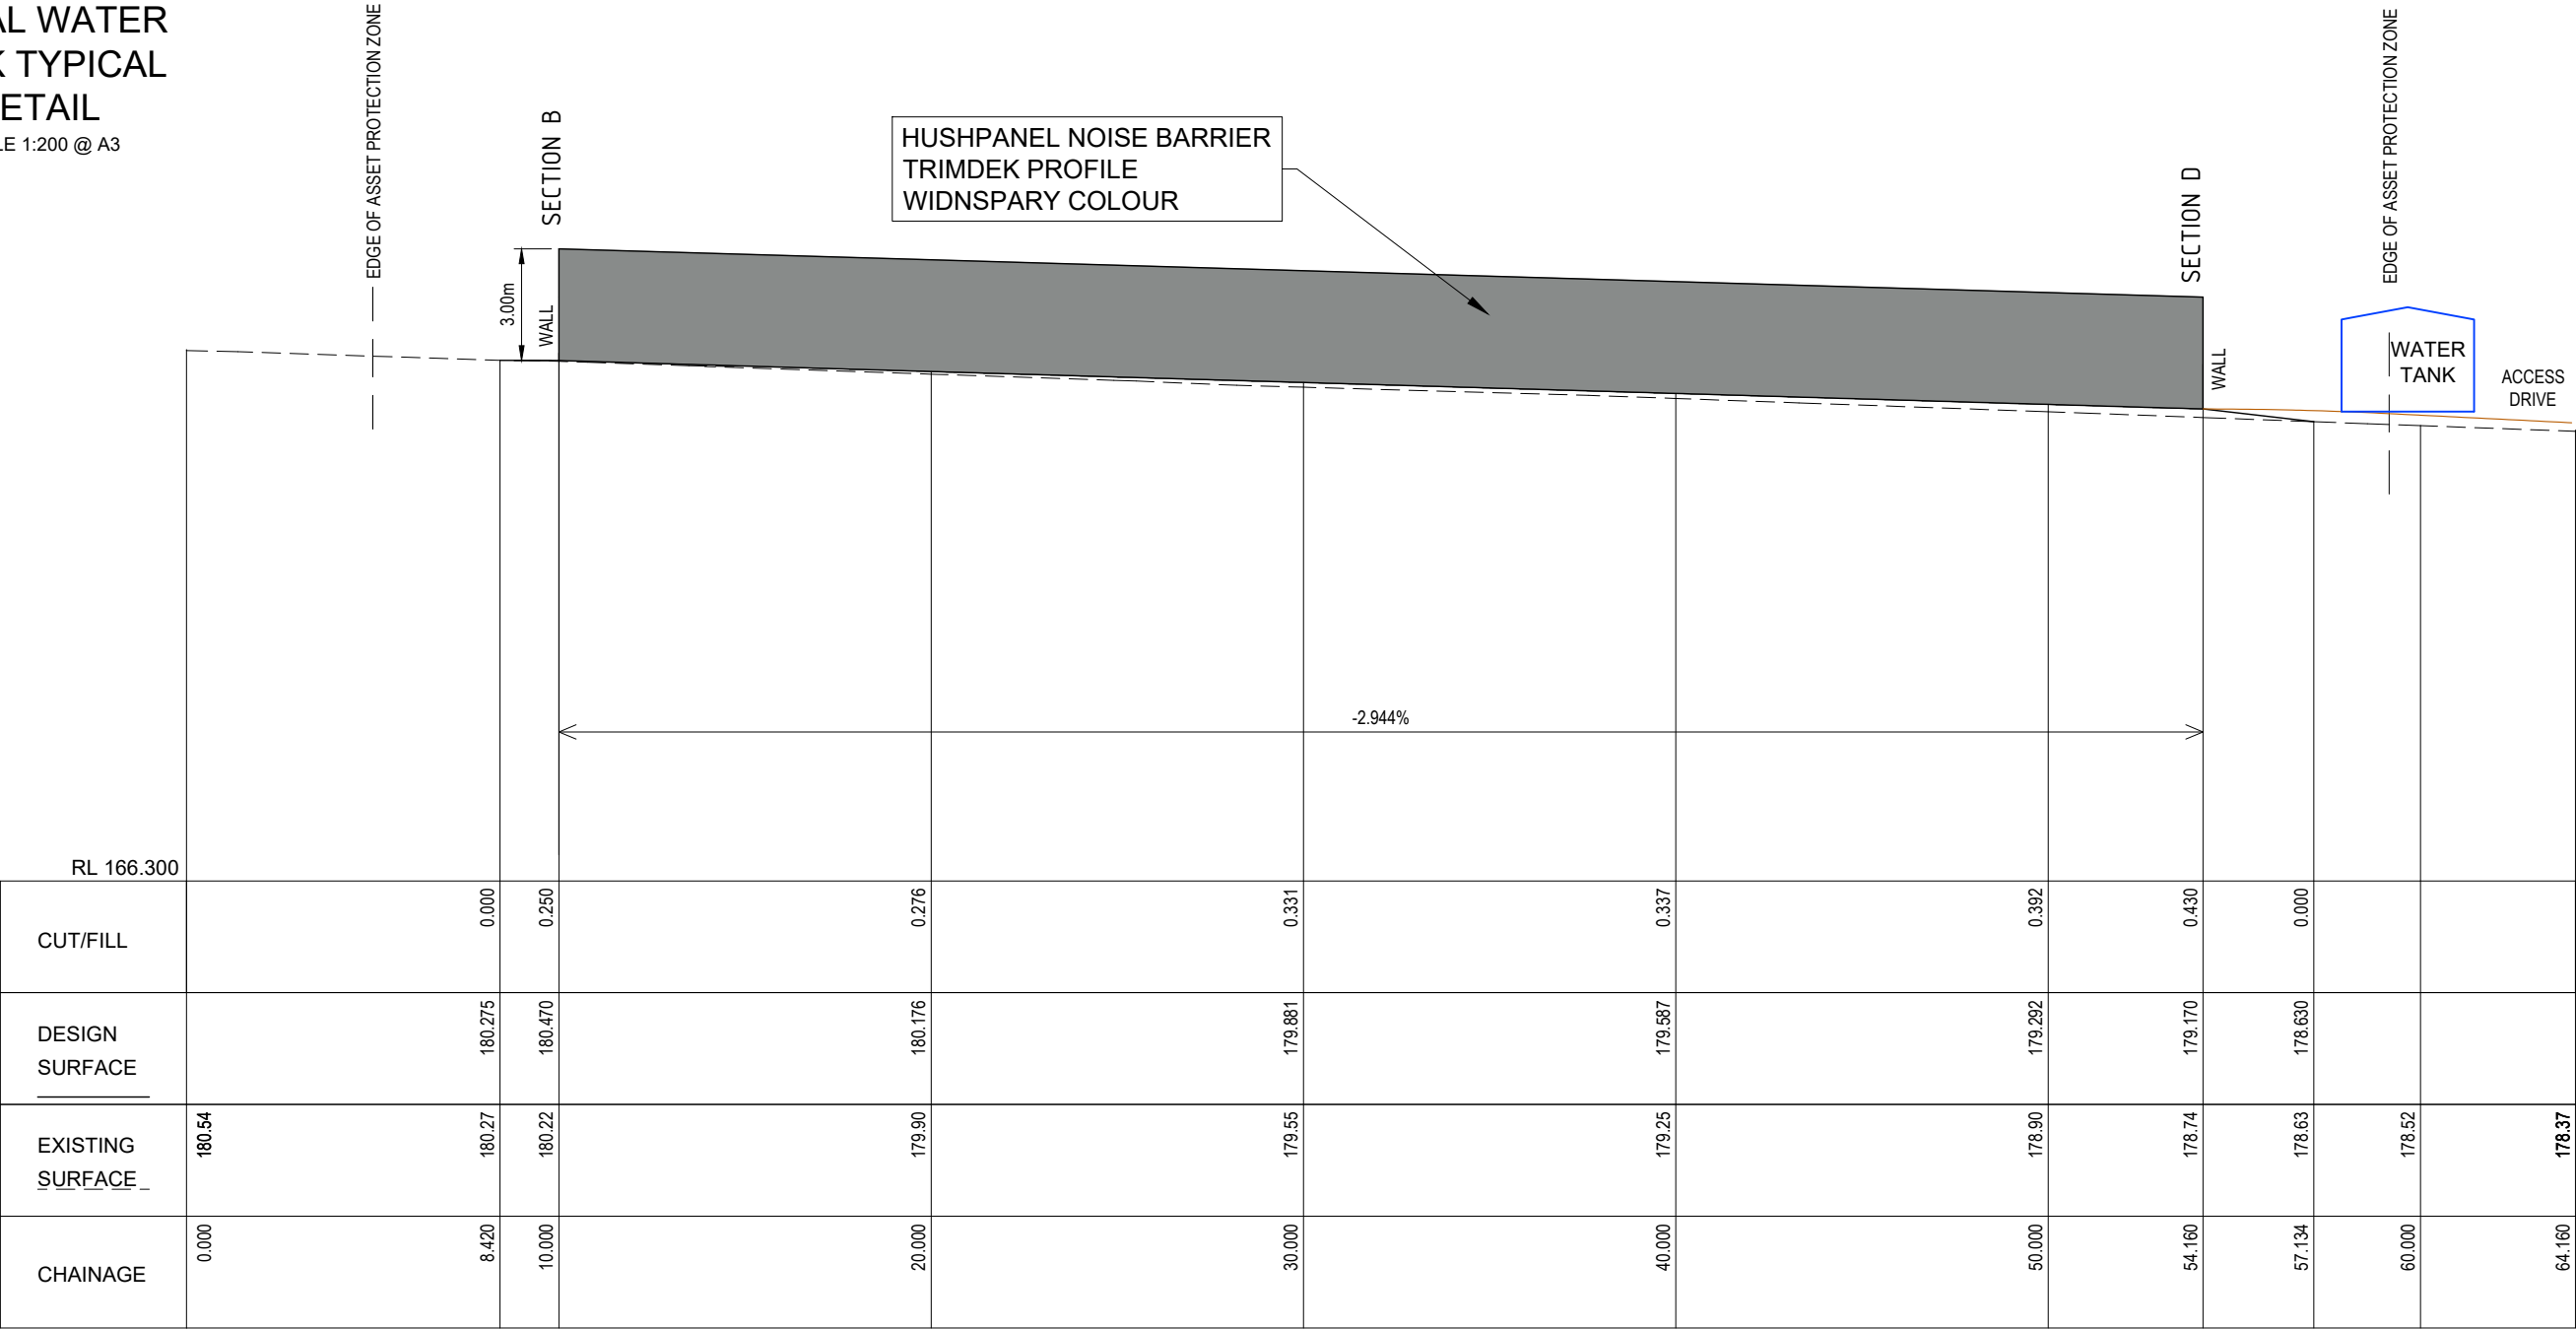 AL WATER
K TYPICAL
ETAIL
LE 1:200 @ A3
EDGE OF ASSET PROTECTION ZONE
SECTION B
HUSHPANEL NOISE BARRIER
TRIMDEK PROFILE
WIDNSPARY COLOUR
SECTION D
EDGE OF ASSET PROTECTION ZONE
3.00m
WALL
WALL
WATER
TANK
ACCESS
DRIVE
-2.944%
RL 166.300
CUT/FILL 0.000 0.250 0.276 0.331 0.337 0.392 0.430 0.000
DESIGN
SURFACE
180.275 180.470 180.176 179.881 179.587 179.292 179.170 178.630
EXISTING
SURFACE
180.54 180.27 180.22 179.90 179.55 179.25 178.90 178.74 178.63 178.52 178.37
CHAINAGE 0.000 8.420 10.000 20.000 30.000 40.000 50.000 54.160 57.134 60.000 64.160